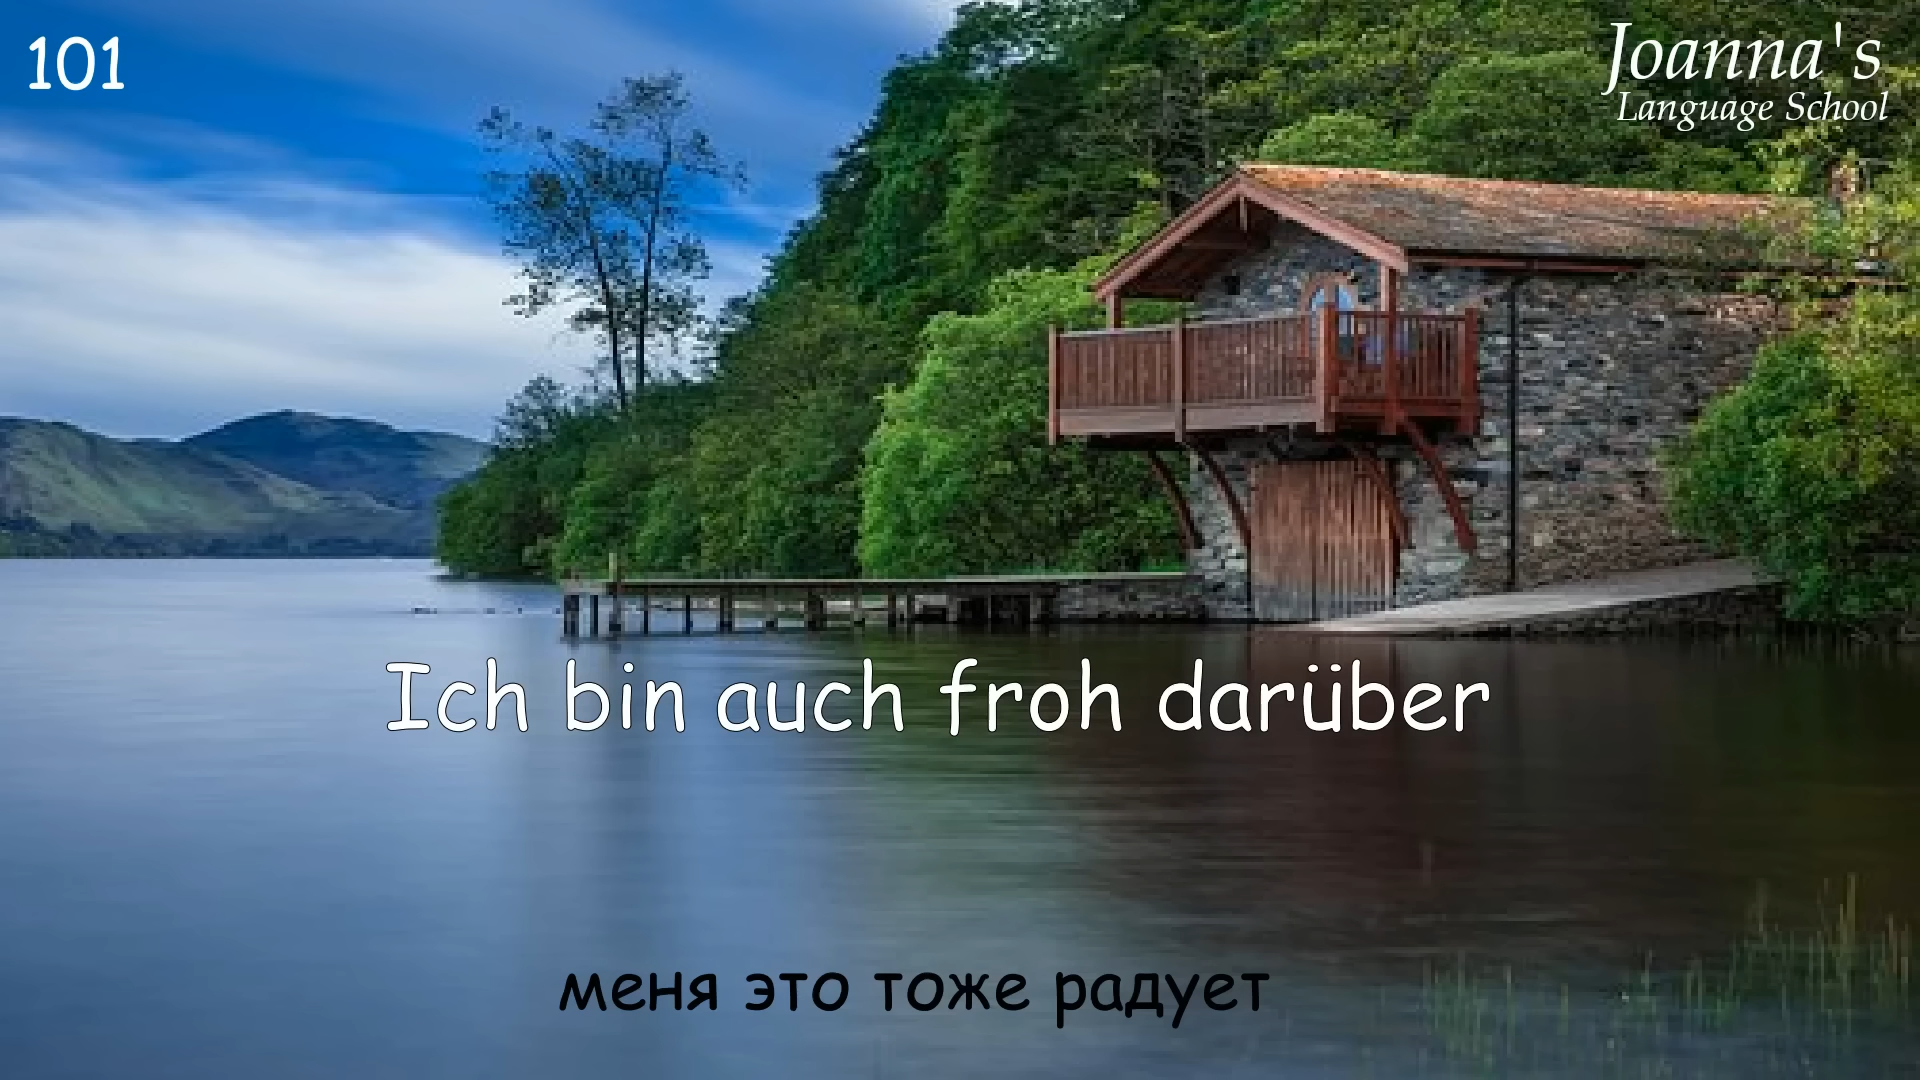 101
Joanna's
Language School
Ich bin auch froh darüber
меня это тоже радует